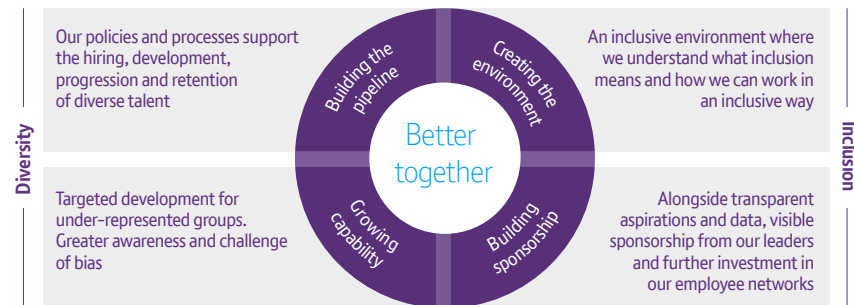 Diversity
Our policies and processes support
the hiring, development,
progression and retention
of diverse talent
Building the
pipeline
Creating the
environment
An inclusive environment where
we understand what inclusion
means and how we can work in
an inclusive way
Inclusion
Better
together
Targeted development for
under-represented groups.
Greater awareness and challenge
of bias
Growing
capability
Building
sponsorship
Alongside transparent
aspirations and data, visible
sponsorship from our leaders
and further investment in
our employee networks